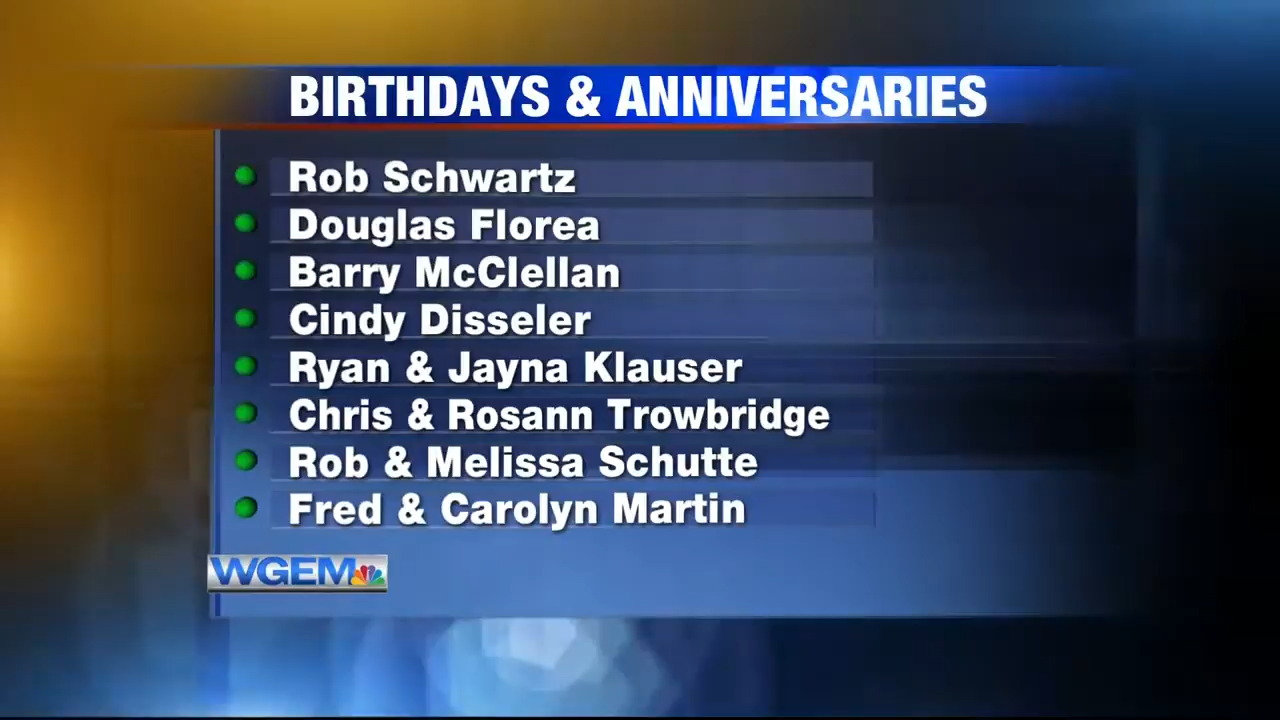 BIRTHDAYS & ANNIVERSARIES
Rob Schwartz
Douglas Florea
Barry McClellan
Cindy Disseler
Ryan & Jayna Klauser
Chris & Rosann Trowbridge
Rob & Melissa Schutte
Fred & Carolyn Martin
WGEM